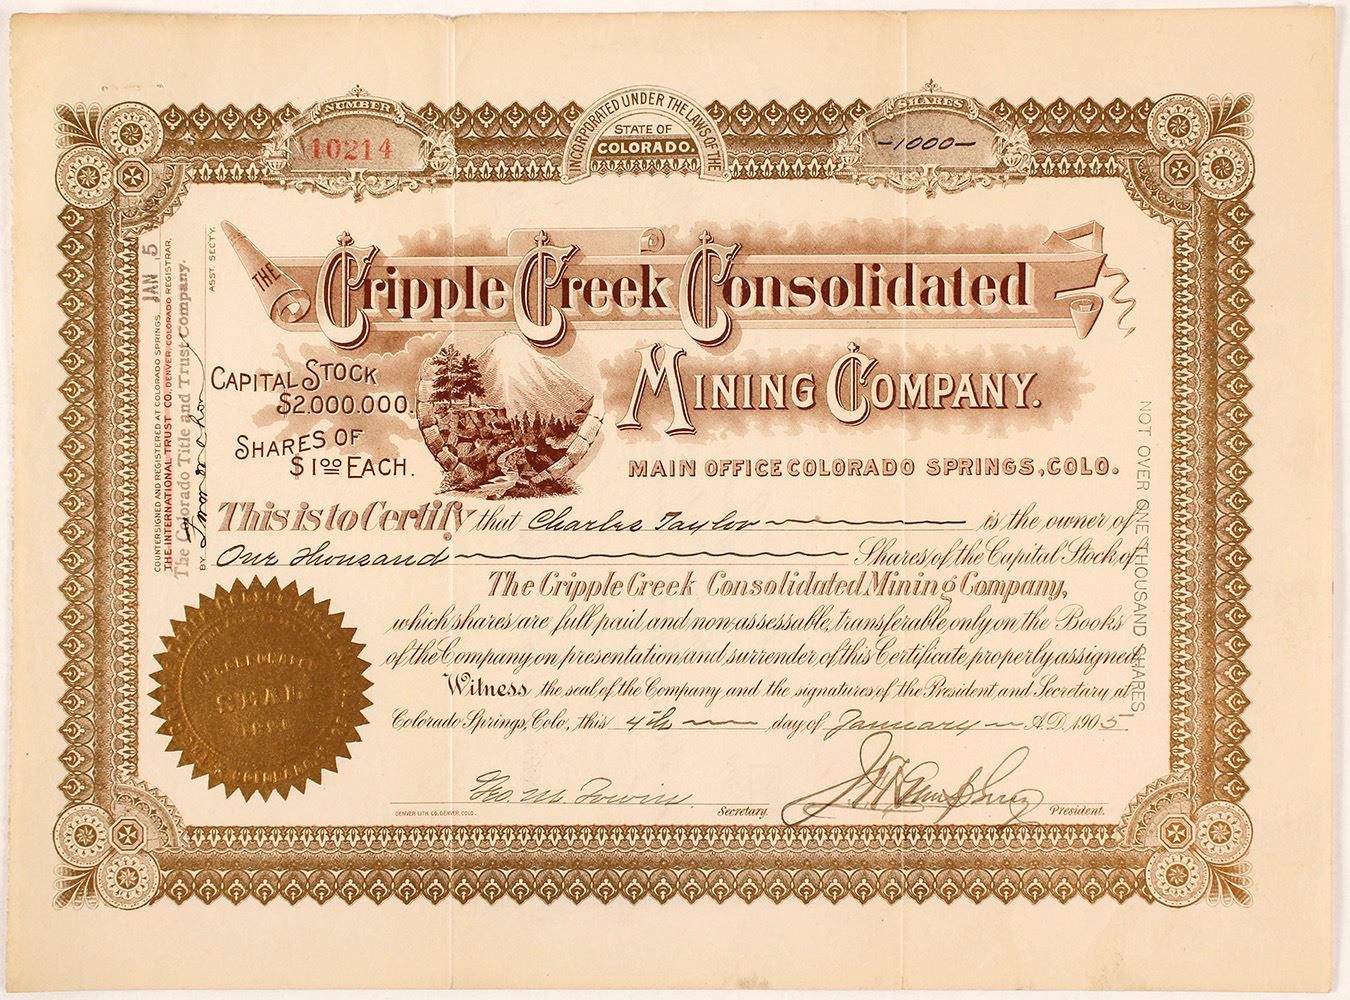 NUMBER
10214
INCORPORATED UNDER THE LAWS OF THE
STATE OF
COLORADO.
SHARES
-1000-
THE Cripple Creek Consolidated
MINING COMPANY.
CAPITAL STOCK
$2.000.000.
SHARES OF
$1.00 EACH.
MAIN OFFICE COLORADO SPRINGS, COLO.
This is to Certify that Charles Taylor is the owner of
One thousand Shares of the Capital Stock of
The Cripple Creek Consolidated Mining Company,
which shares are full paid, and non-assessable, transferable only on the Books
of the Company on presentation and surrender of this Certificate properly assigned.
Witness the seal of the Company and the signatures of the President and Secretary at
Colorado Springs, Colo., this 4th day of January A.D. 1905.
Geo. M. Irwin Secretary. President.
DENVER LITH CO. DENVER, COLO.
COUNTERSIGNED AND REGISTERED AT COLORADO SPRINGS JAN 5
THE INTERNATIONAL TRUST CO. DENVER, COLORADO. REGISTRAR.
The Colorado Title and Trust Company.
BY ASST. SECTY.
NOT OVER ONE THOUSAND SHARES.
SEAL